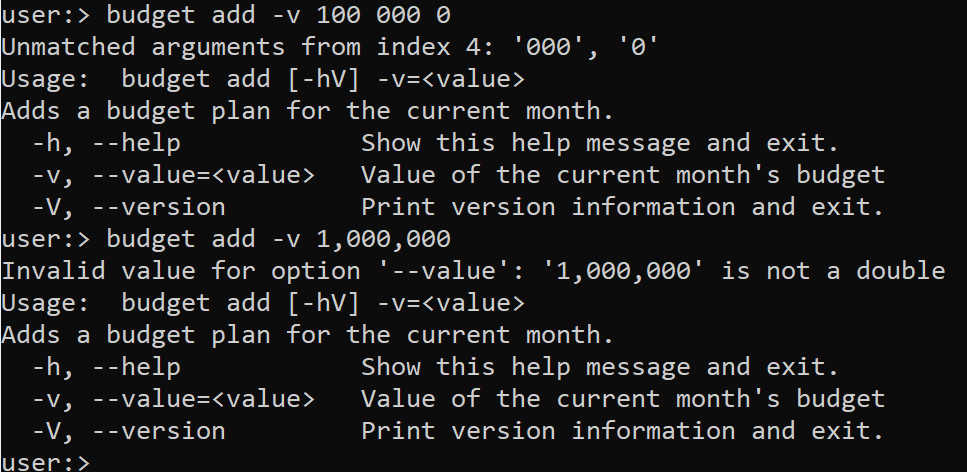 user:> budget add -v 100 000 0
Unmatched arguments from index 4: '000', '0'
Usage:  budget add [-hV] -v=<value>
Adds a budget plan for the current month.
  -h, --help            Show this help message and exit.
  -v, --value=<value>   Value of the current month's budget
  -V, --version         Print version information and exit.
user:> budget add -v 1,000,000
Invalid value for option '--value': '1,000,000' is not a double
Usage:  budget add [-hV] -v=<value>
Adds a budget plan for the current month.
  -h, --help            Show this help message and exit.
  -v, --value=<value>   Value of the current month's budget
  -V, --version         Print version information and exit.
user:>